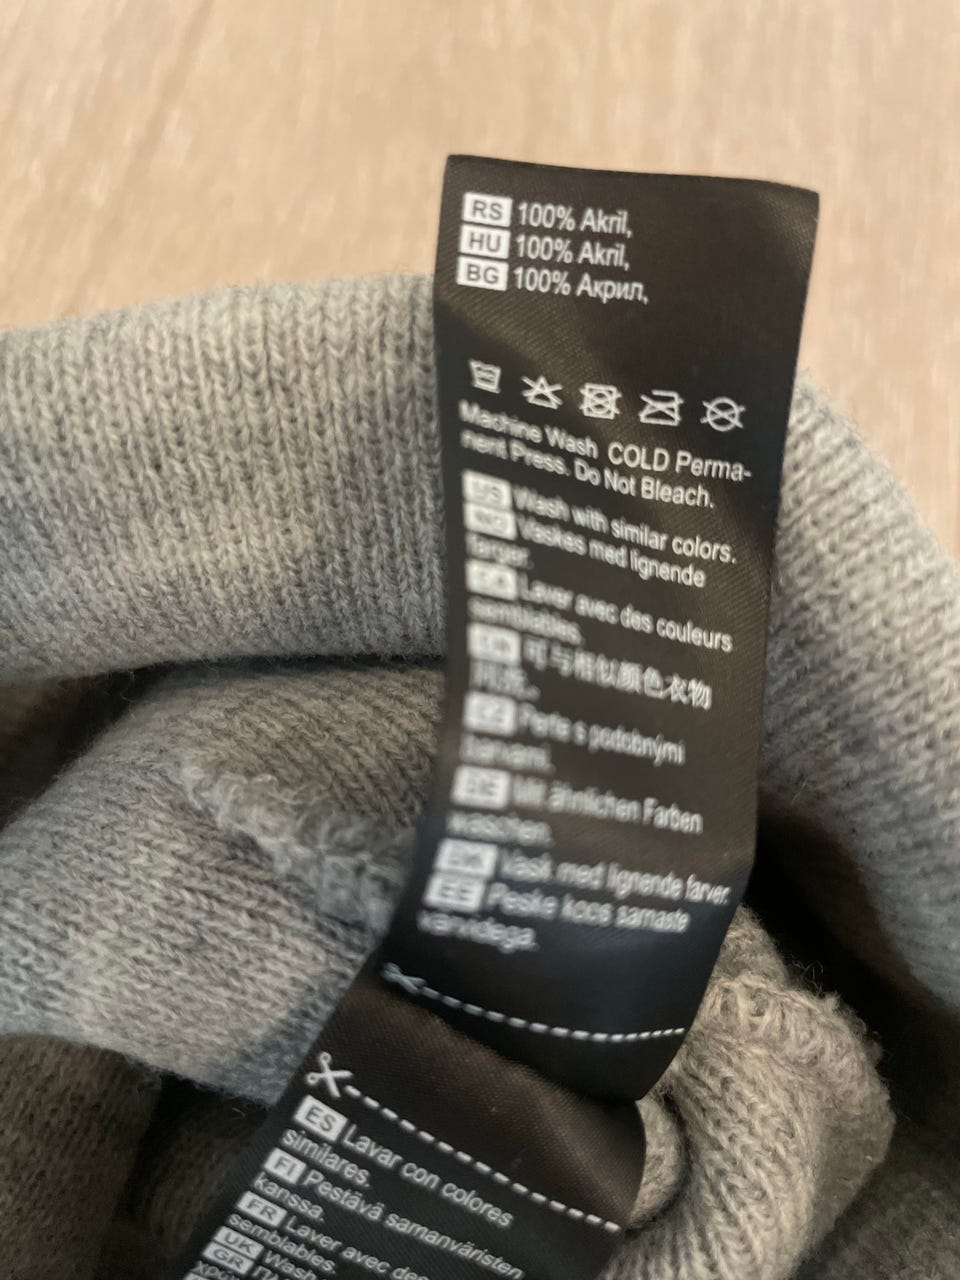 RS 100% Akril,
HU 100% Akril,
BG 100% Акрил,
Machine Wash COLD Perma-
nent Press. Do Not Bleach.
US Wash with similar colors.
NO Vaskes med lignende
farger.
CA Laver avec des couleurs
semblables.
CN 可与相似颜色衣物
同洗。
CZ Perte s podobnými
barvami.
DE Mit ähnlichen Farben
waschen.
DK Vask med lignende farver.
EE Peske koos samaste
värvidega.
ES Lavar con colores
similares.
FI Pestävä samanväristen
kanssa.
FR Laver avec des
semblables.
UK Wash
GR